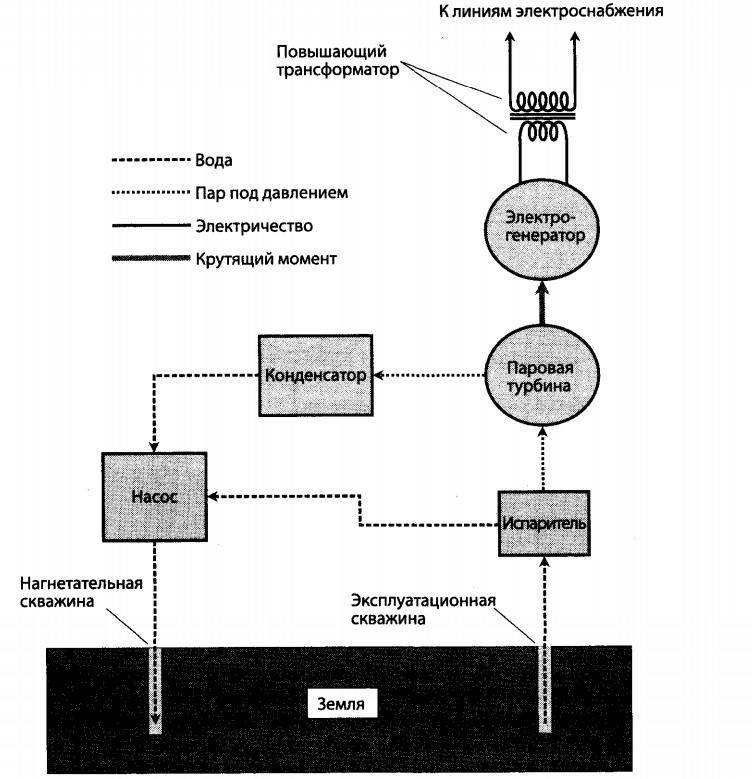 К линиям электроснабжения
Повышающий
трансформатор
Вода
Пар под давлением
Электричество
Крутящий момент
Электро-
генератор
Паровая
турбина
Конденсатор
Насос
Испаритель
Нагнетательная
скважина
Эксплуатационная
скважина
Земля